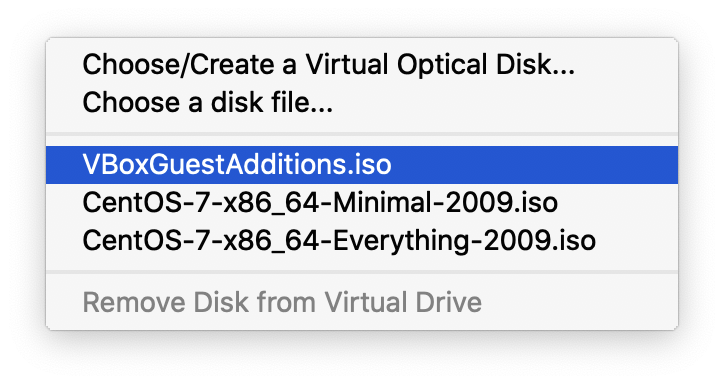 Choose/Create a Virtual Optical Disk...
Choose a disk file...
VBoxGuestAdditions.iso
CentOS-7-x86_64-Minimal-2009.iso
CentOS-7-x86_64-Everything-2009.iso
Remove Disk from Virtual Drive